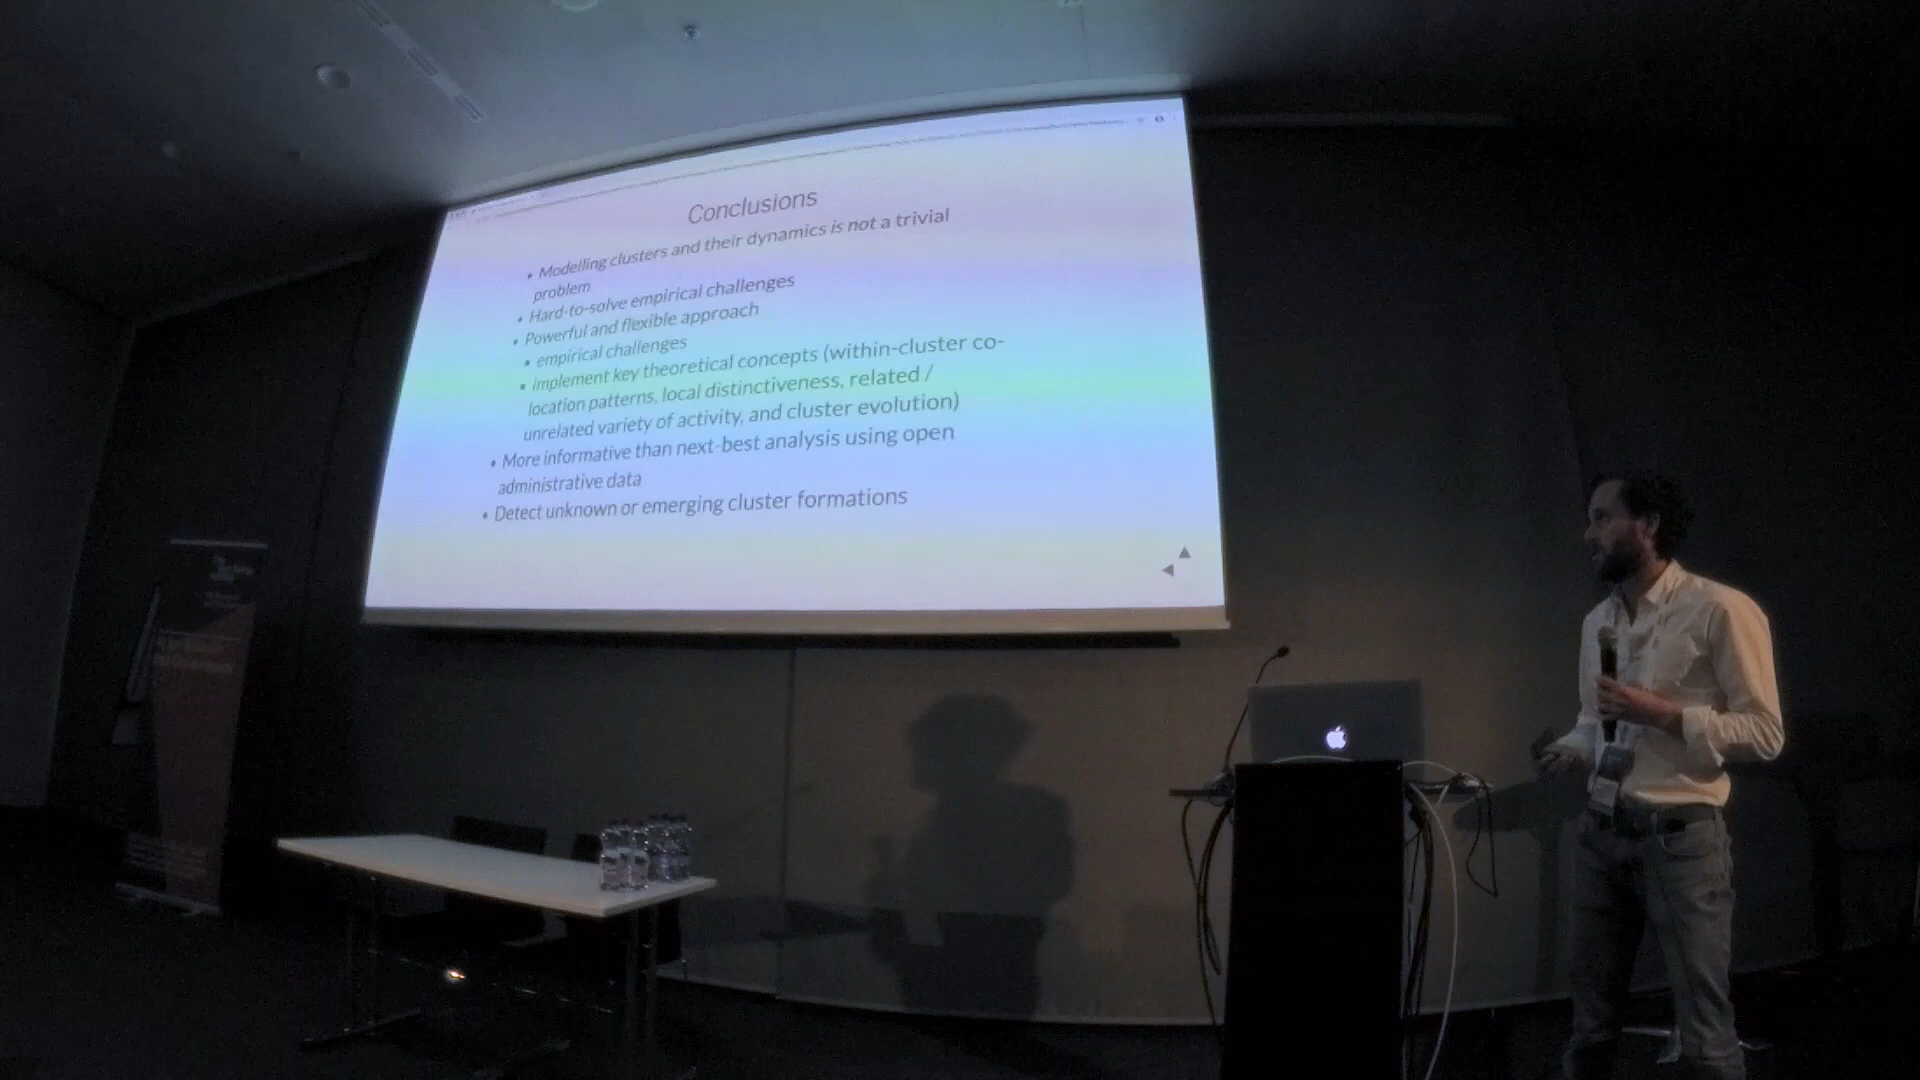 Conclusions
• Modelling clusters and their dynamics is not a trivial
problem
• Hard-to-solve empirical challenges
• Powerful and flexible approach
• empirical challenges
• Implement key theoretical concepts (within-cluster co-
location patterns, local distinctiveness, related /
unrelated variety of activity, and cluster evolution)
• More informative than next-best analysis using open
administrative data
• Detect unknown or emerging cluster formations